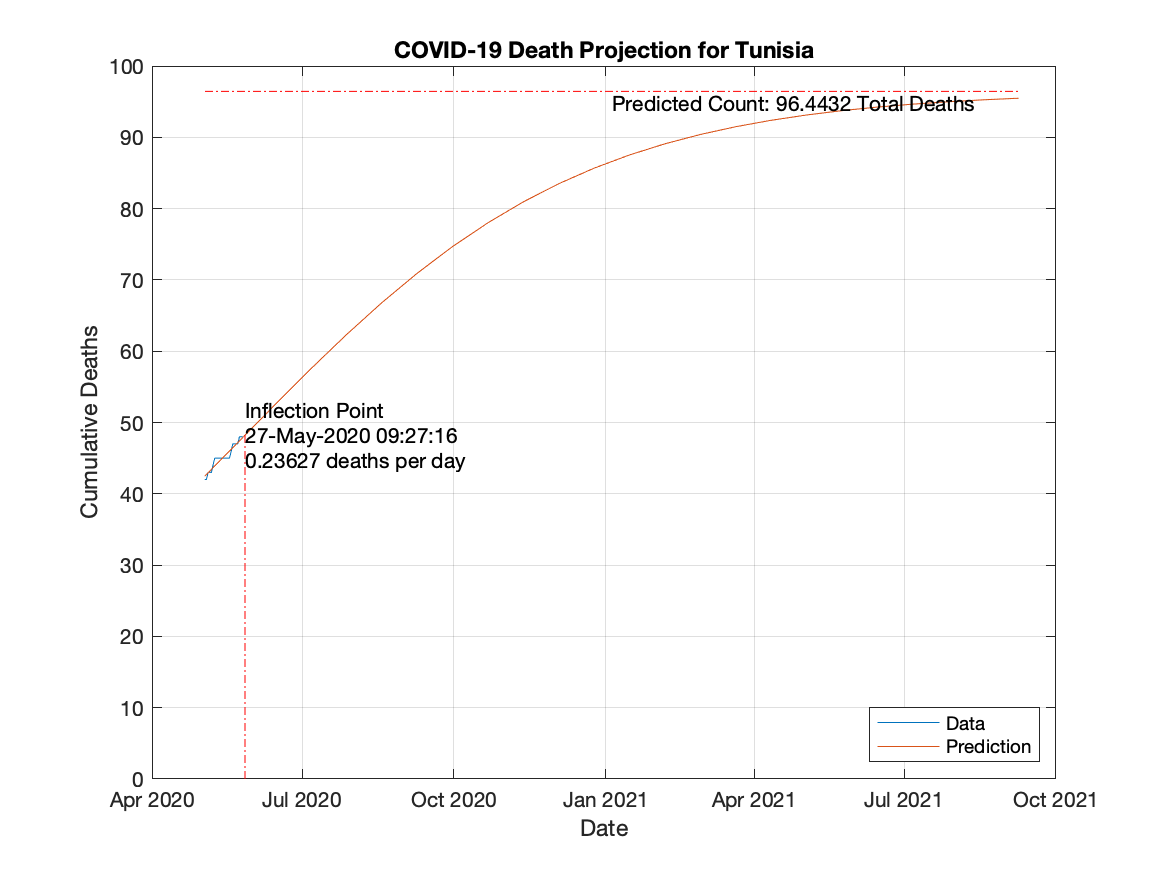 COVID-19 Death Projection for Tunisia
100
90
80
70
60
50
40
30
20
10
0
Cumulative Deaths
Predicted Count: 96.4432 Total Deaths
Inflection Point
27-May-2020 09:27:16
0.23627 deaths per day
Data
Prediction
Apr 2020
Jul 2020
Oct 2020
Jan 2021
Apr 2021
Jul 2021
Oct 2021
Date